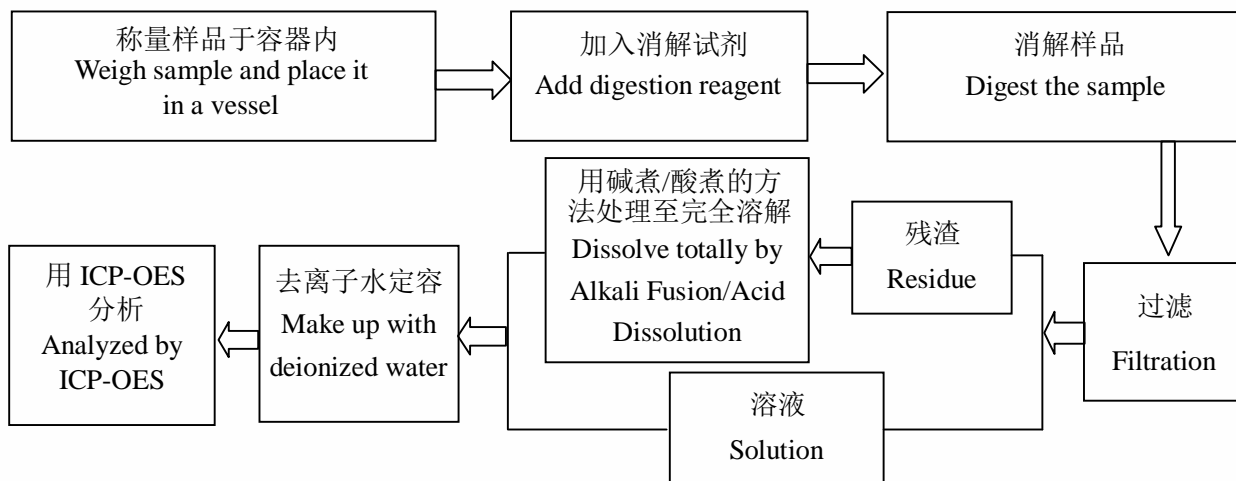 称量样品于容器内
Weigh sample and place it
in a vessel
加入消解试剂
Add digestion reagent
消解样品
Digest the sample
过滤
Filtration
残渣
Residue
用碱煮/酸煮的方
法处理至完全溶解
Dissolve totally by
Alkali Fusion/Acid
Dissolution
溶液
Solution
去离子水定容
Make up with
deionized water
用 ICP-OES
分析
Analyzed by
ICP-OES